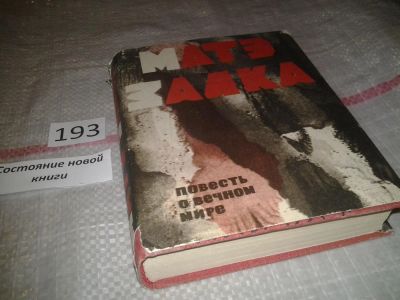 МАТЭ
ЗАЛКА
повесть
о вечном
мире
193
Состояние новой
книги